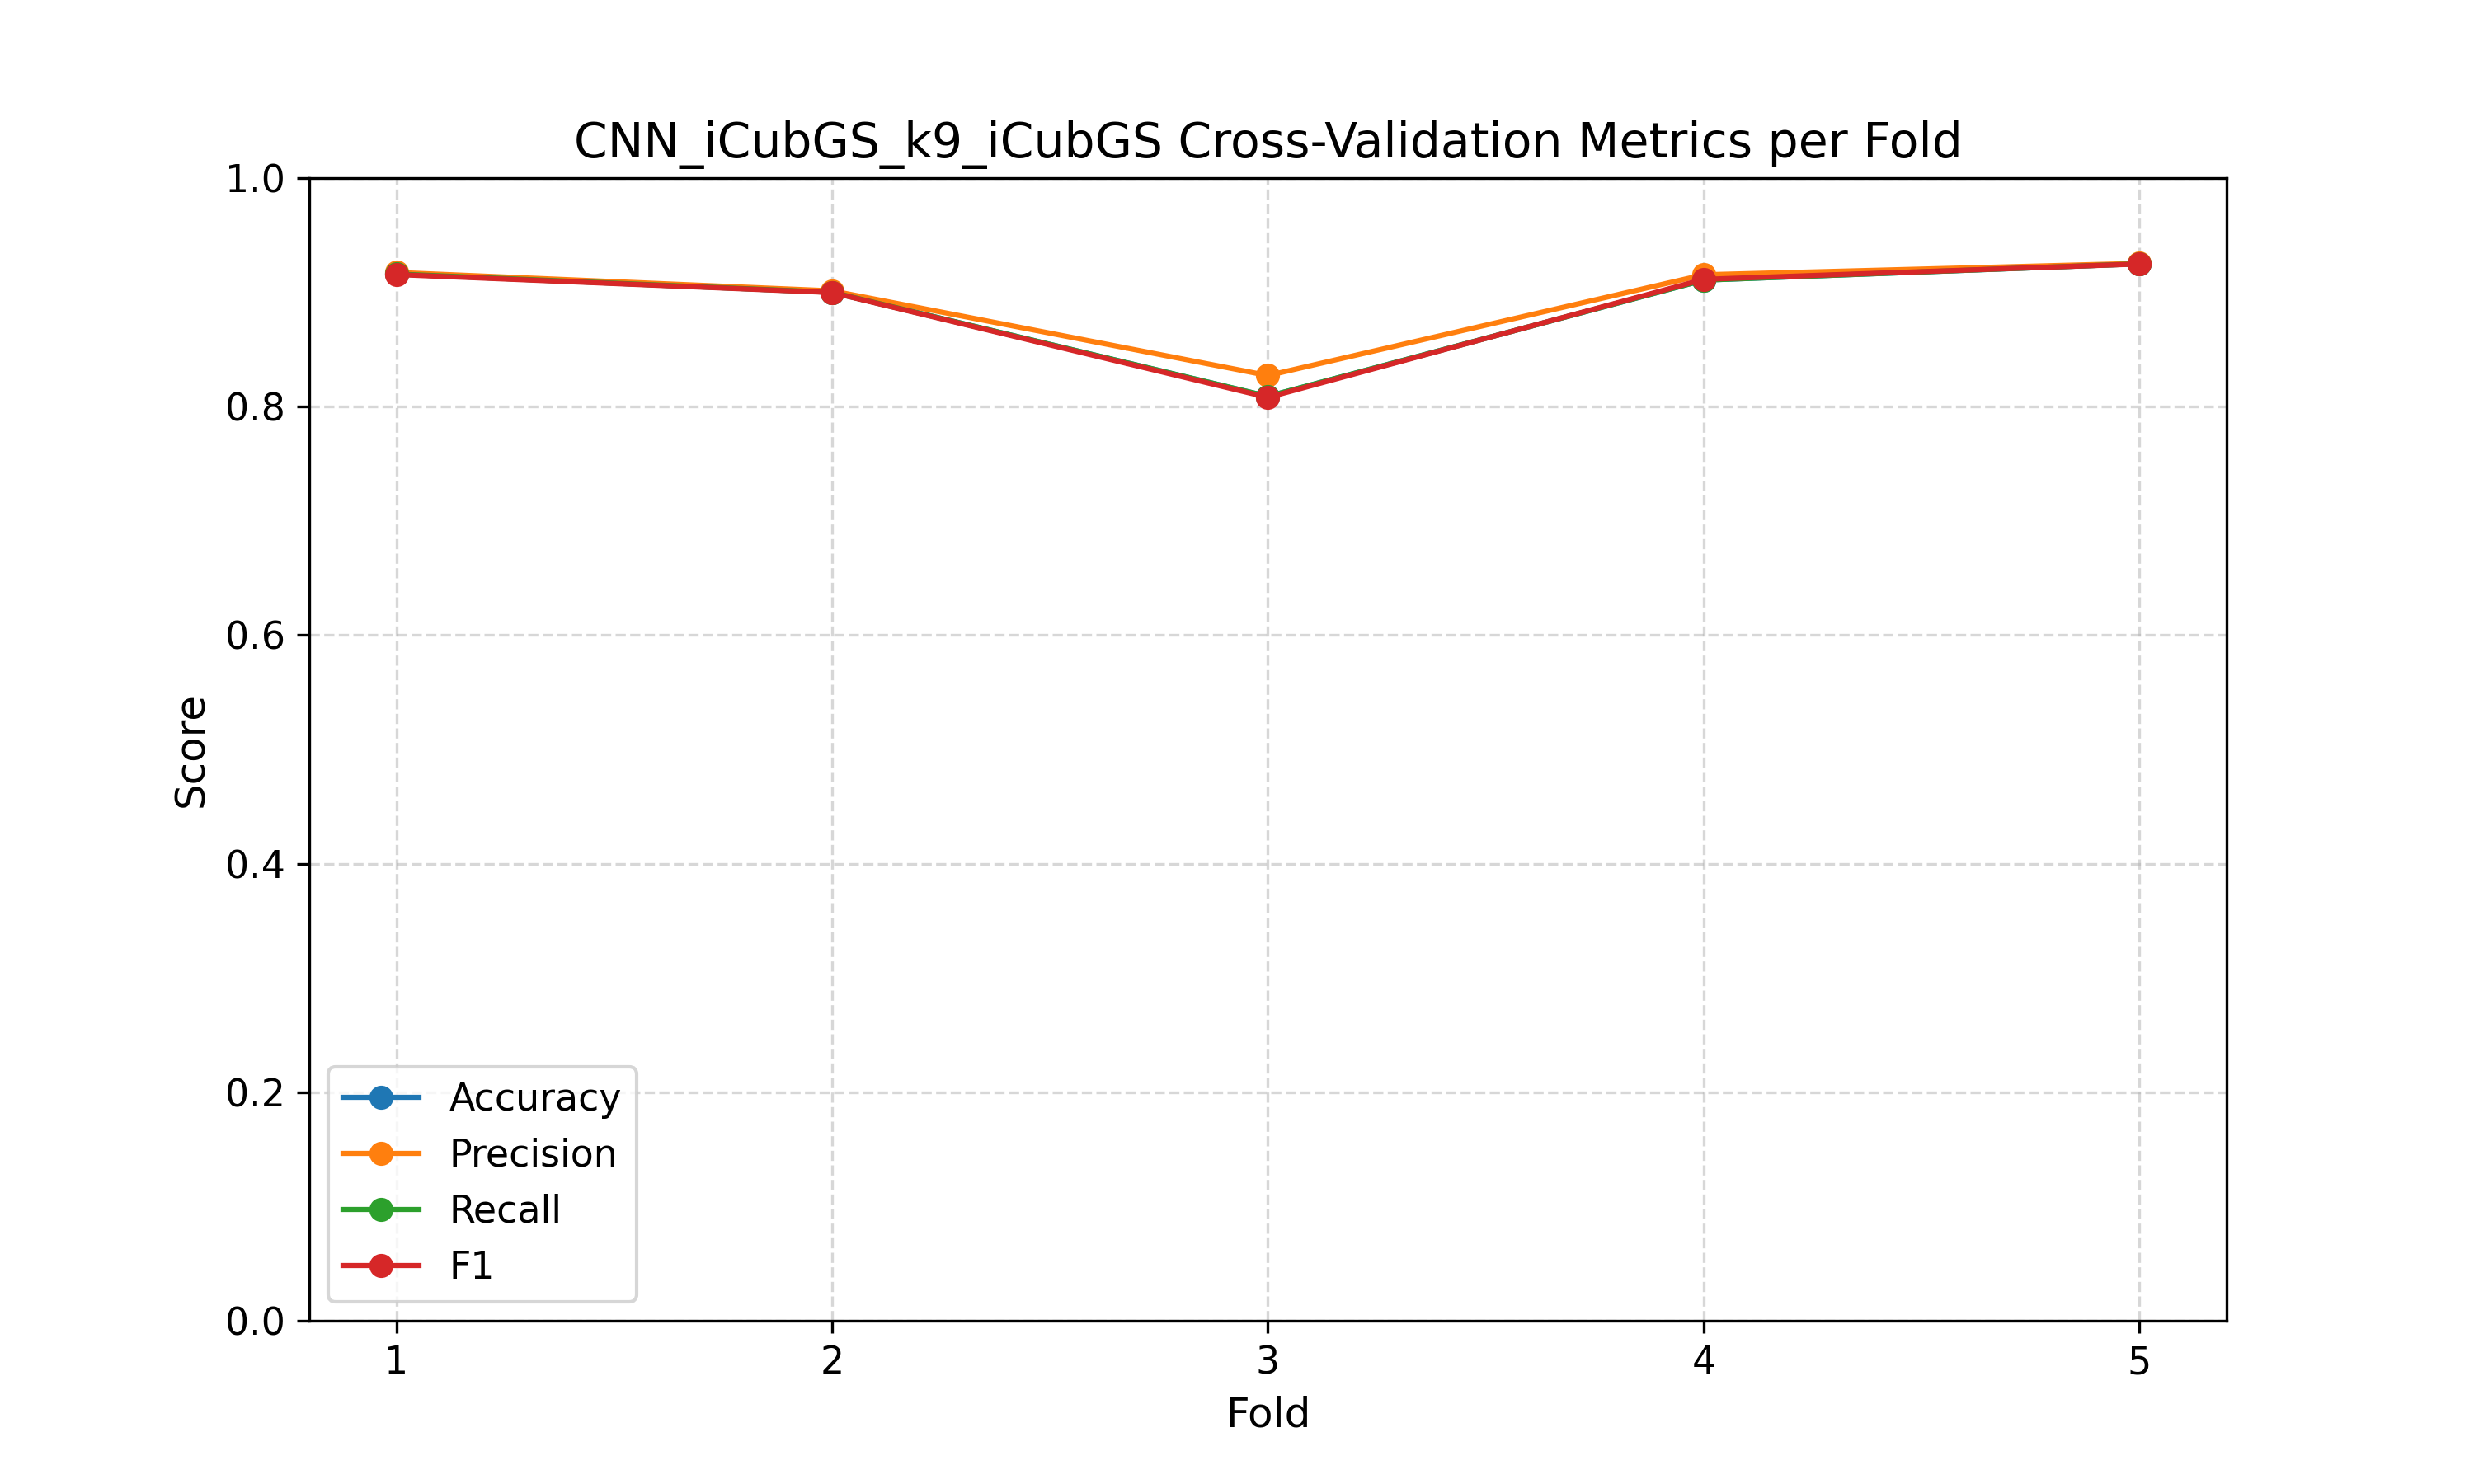 CNN_iCubGS_k9_iCubGS Cross-Validation Metrics per Fold
1.0
0.8
0.6
0.4
0.2
0.0
Score
Accuracy
Precision
Recall
F1
1 2 3 4 5
Fold